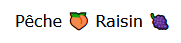 Pêche 🍑 Raisin 🍇